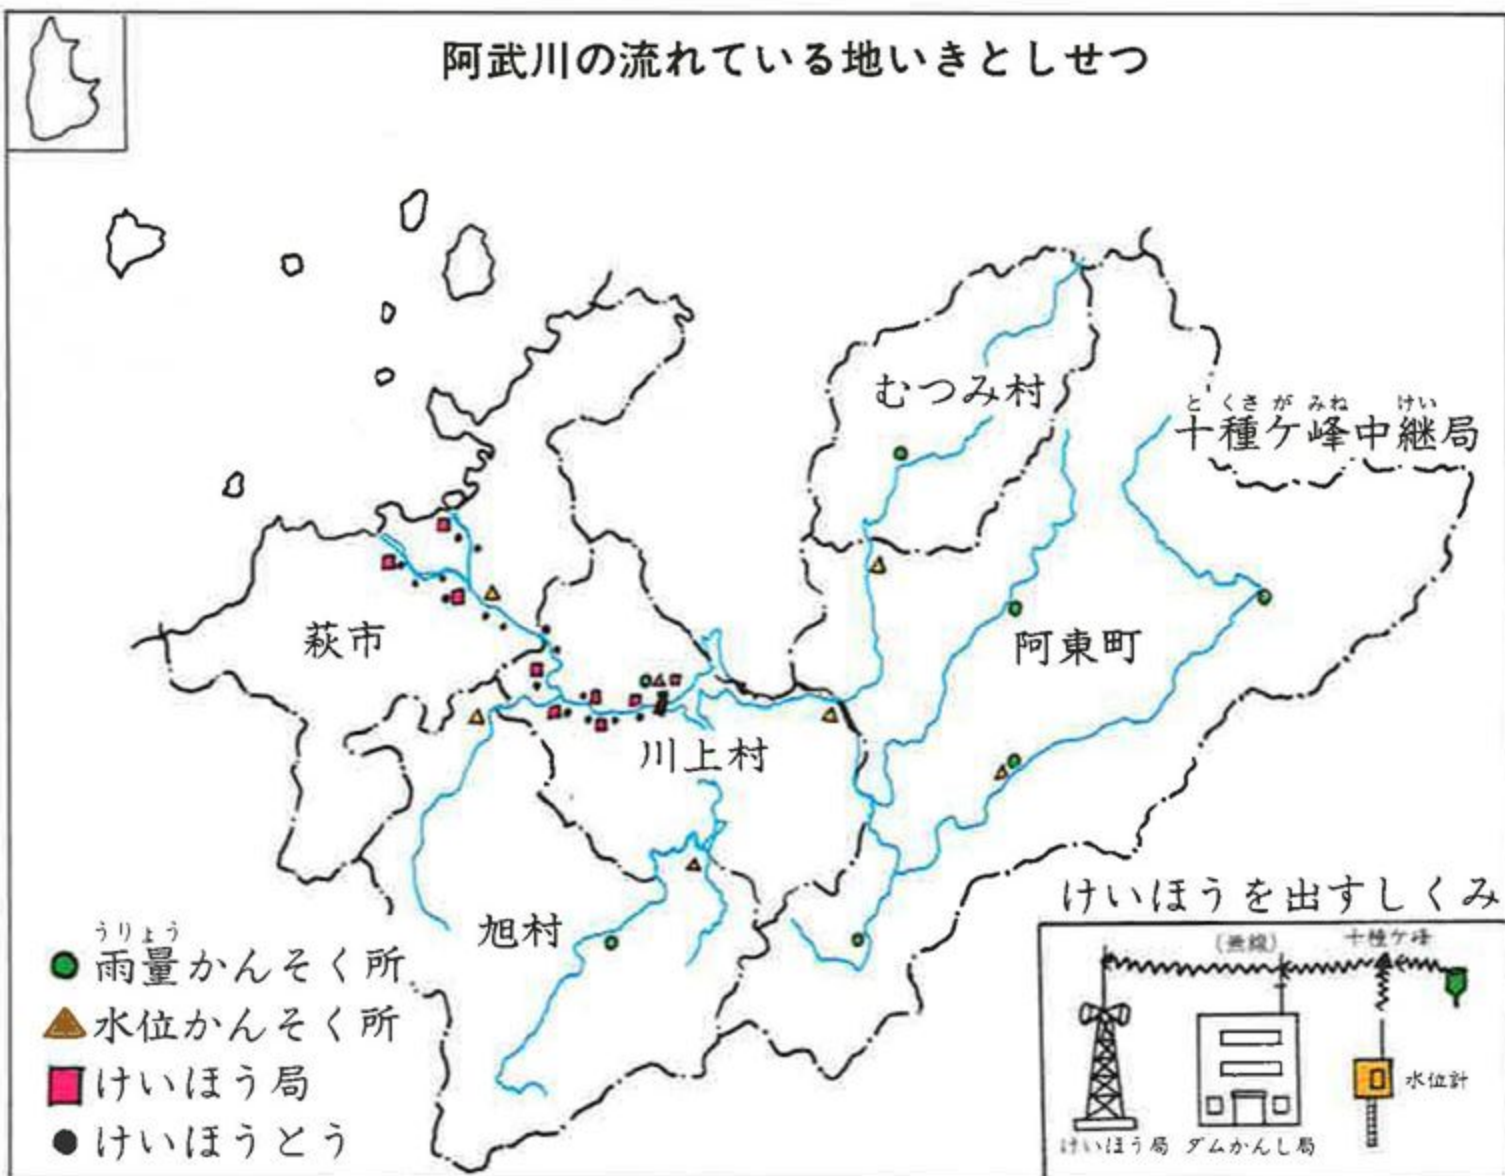 阿武川の流れている地いきとしせつ
むつみ村
と くさ が みね けい
十種ケ峰中継局
萩市
阿東町
川上村
旭村
うりょう
雨量かんそく所
水位かんそく所
けいほう局
けいほうとう
けいほうを出すしくみ
(無線)
十種ケ峰
水位計
けいほう局
ダムかんし局